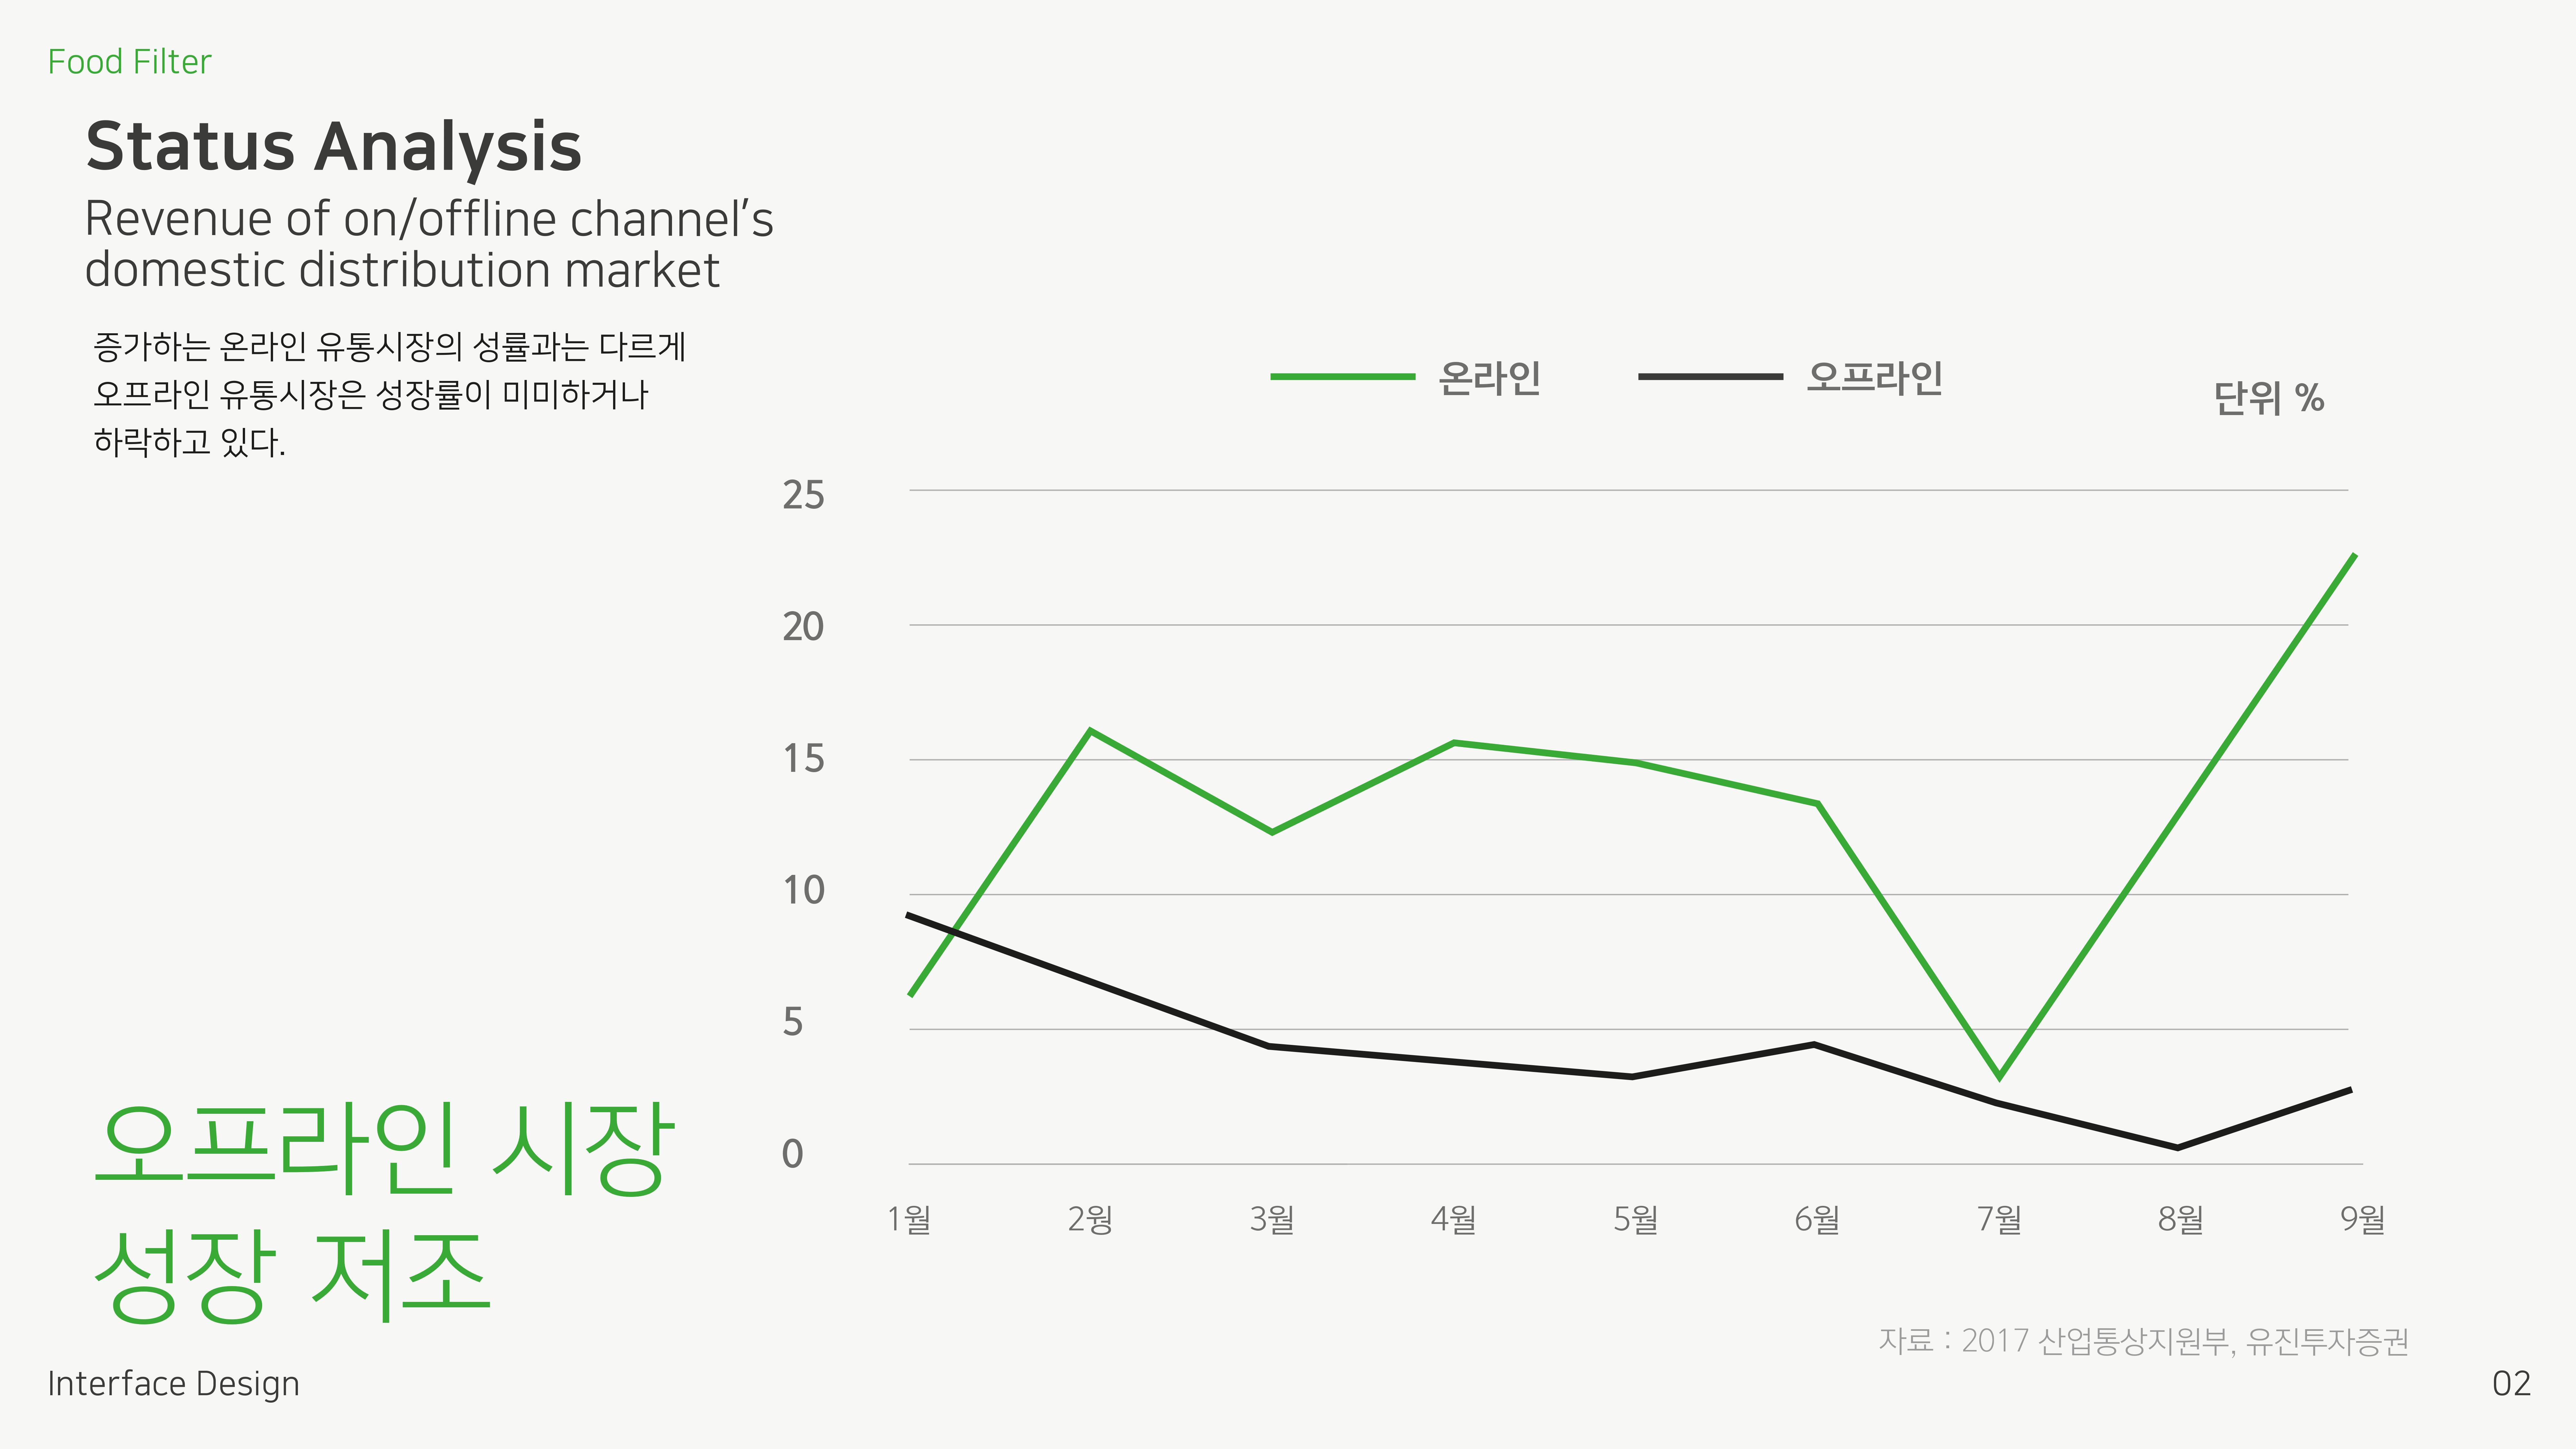 Food Filter
Status Analysis
Revenue of on/offline channel's
domestic distribution market
증가하는 온라인 유통시장의 성률과는 다르게
오프라인 유통시장은 성장률이 미미하거나
하락하고 있다.
온라인
오프라인
단위 %
25
20
15
10
5
0
1월
2웡
3월
4월
5월
6월
7월
8월
9월
오프라인 시장
성장 저조
자료 : 2017 산업통상지원부, 유진투자증권
Interface Design
02